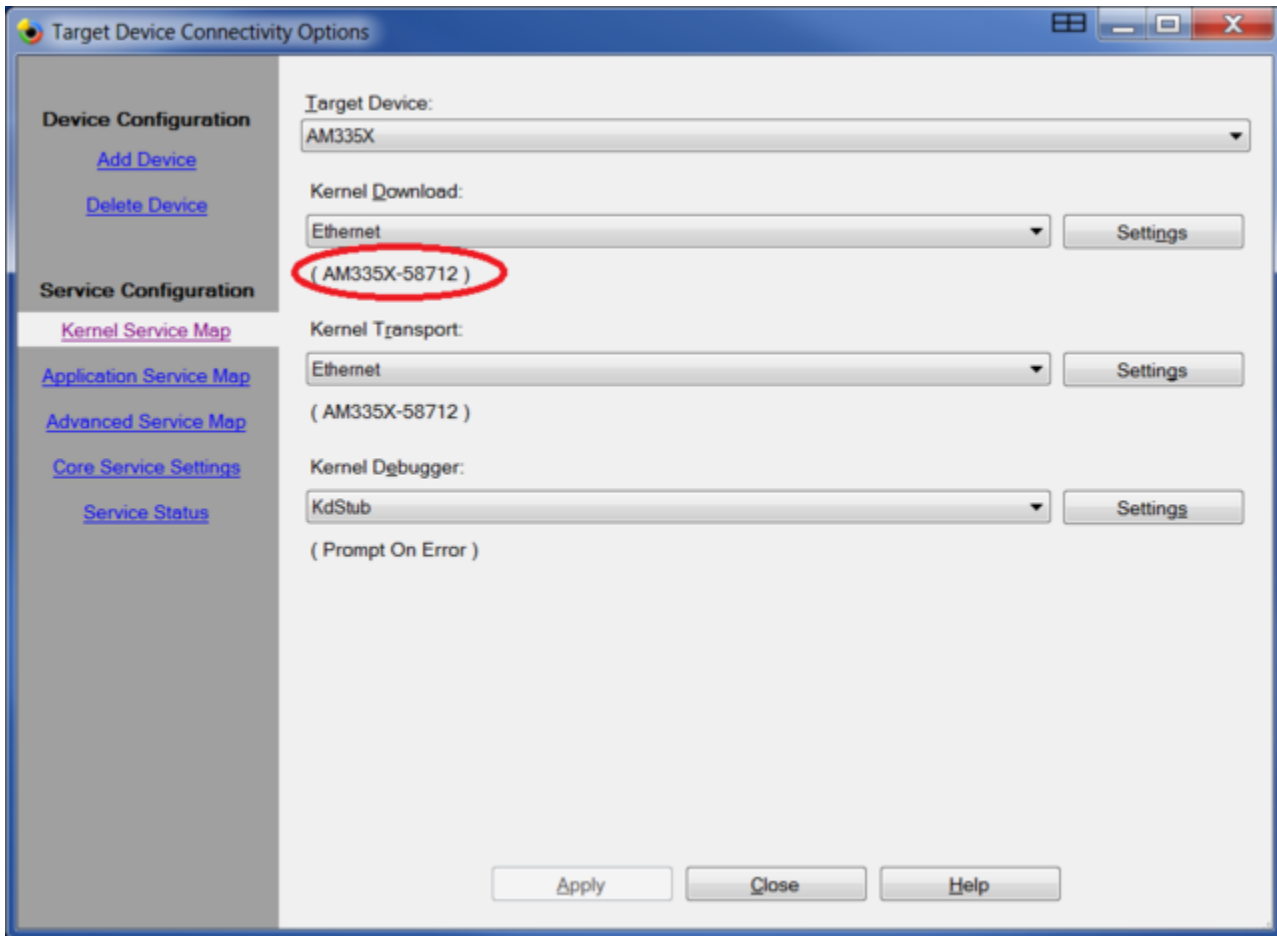 Target Device Connectivity Options
Device Configuration
Add Device
Delete Device
Service Configuration
Kernel Service Map
Application Service Map
Advanced Service Map
Core Service Settings
Service Status
Target Device:
AM335X
Kernel Download:
Ethernet
Settings
( AM335X-58712 )
Kernel Transport:
Ethernet
Settings
( AM335X-58712 )
Kernel Debugger:
KdStub
Settings
( Prompt On Error )
Apply
Close
Help